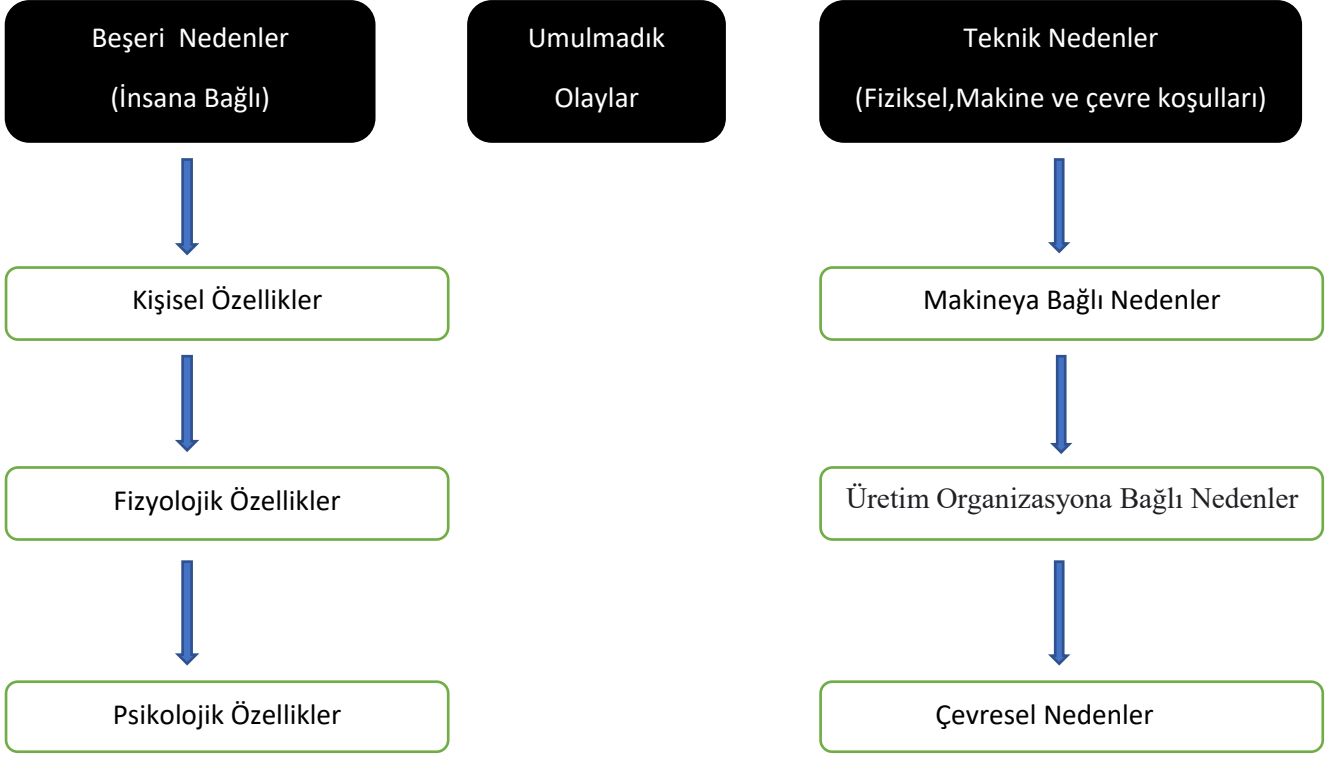 Beşeri Nedenler
(İnsana Bağlı)
Umulmadık
Olaylar
Teknik Nedenler
(Fiziksel,Makine ve çevre koşulları)
Kişisel Özellikler
Makineya Bağlı Nedenler
Fizyolojik Özellikler
Üretim Organizasyona Bağlı Nedenler
Psikolojik Özellikler
Çevresel Nedenler